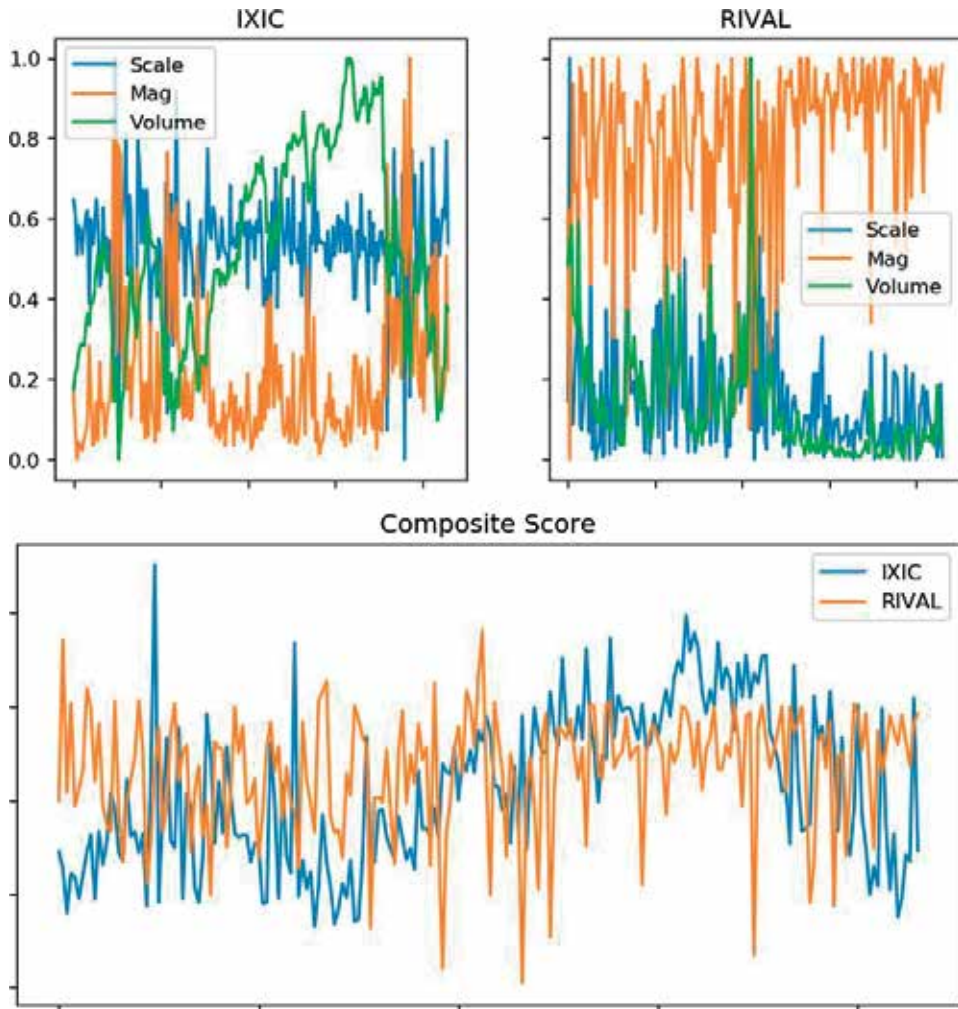 IXIC
RIVAL
1.0
0.8
0.6
0.4
0.2
0.0
Scale
Mag
Volume
Scale
Mag
Volume
Composite Score
IXIC
RIVAL